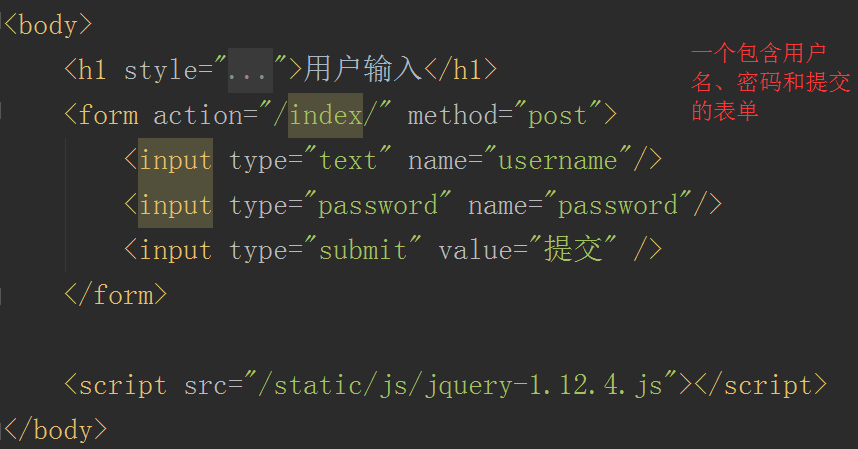 <body>
<h1 style="...">用户输入</h1>
一个包含用户
名、密码和提交
的表单
<form action="/index/" method="post">
<input type="text" name="username"/>
<input type="password" name="password"/>
<input type="submit" value="提交" />
</form>
<script src="/static/js/jquery-1.12.4.js"></script>
</body>